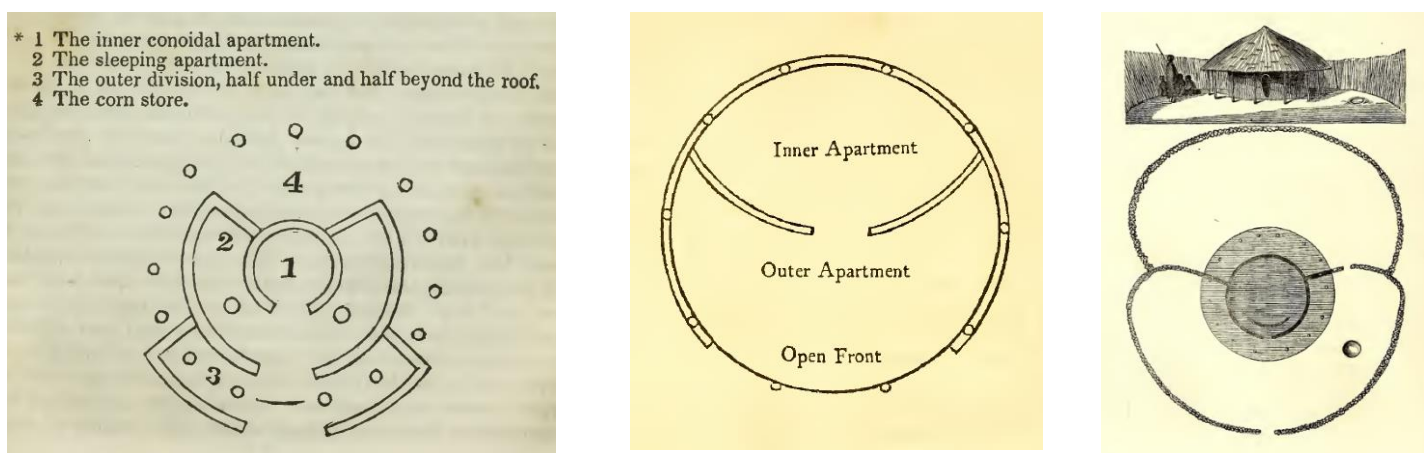 * 1 The inner conoidal apartment.
2 The sleeping apartment.
3 The outer division, half under and half beyond the roof.
4 The corn store.
4
2
1
3
Inner Apartment
Outer Apartment
Open Front